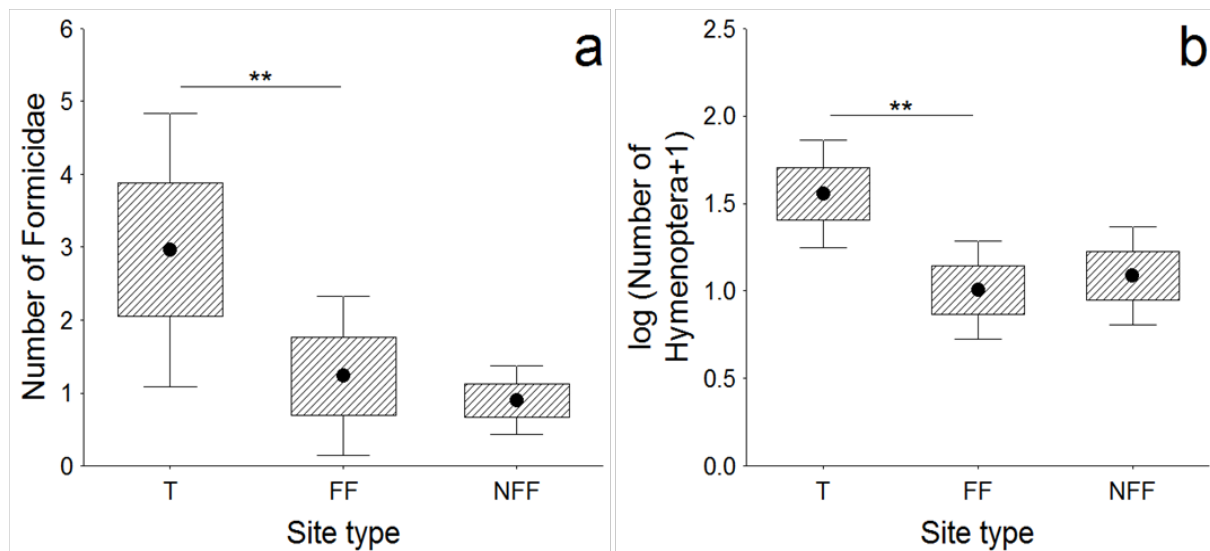 a
**
Number of Formicidae
6
5
4
3
2
1
0
T FF NFF
Site type
b
**
log (Number of
Hymenoptera+1)
2.5
2.0
1.5
1.0
0.5
0.0
T FF NFF
Site type